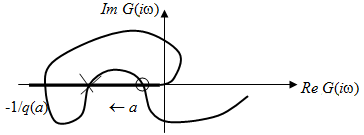 Im G(iω)
Re G(iω)
-1/q(a)
← a